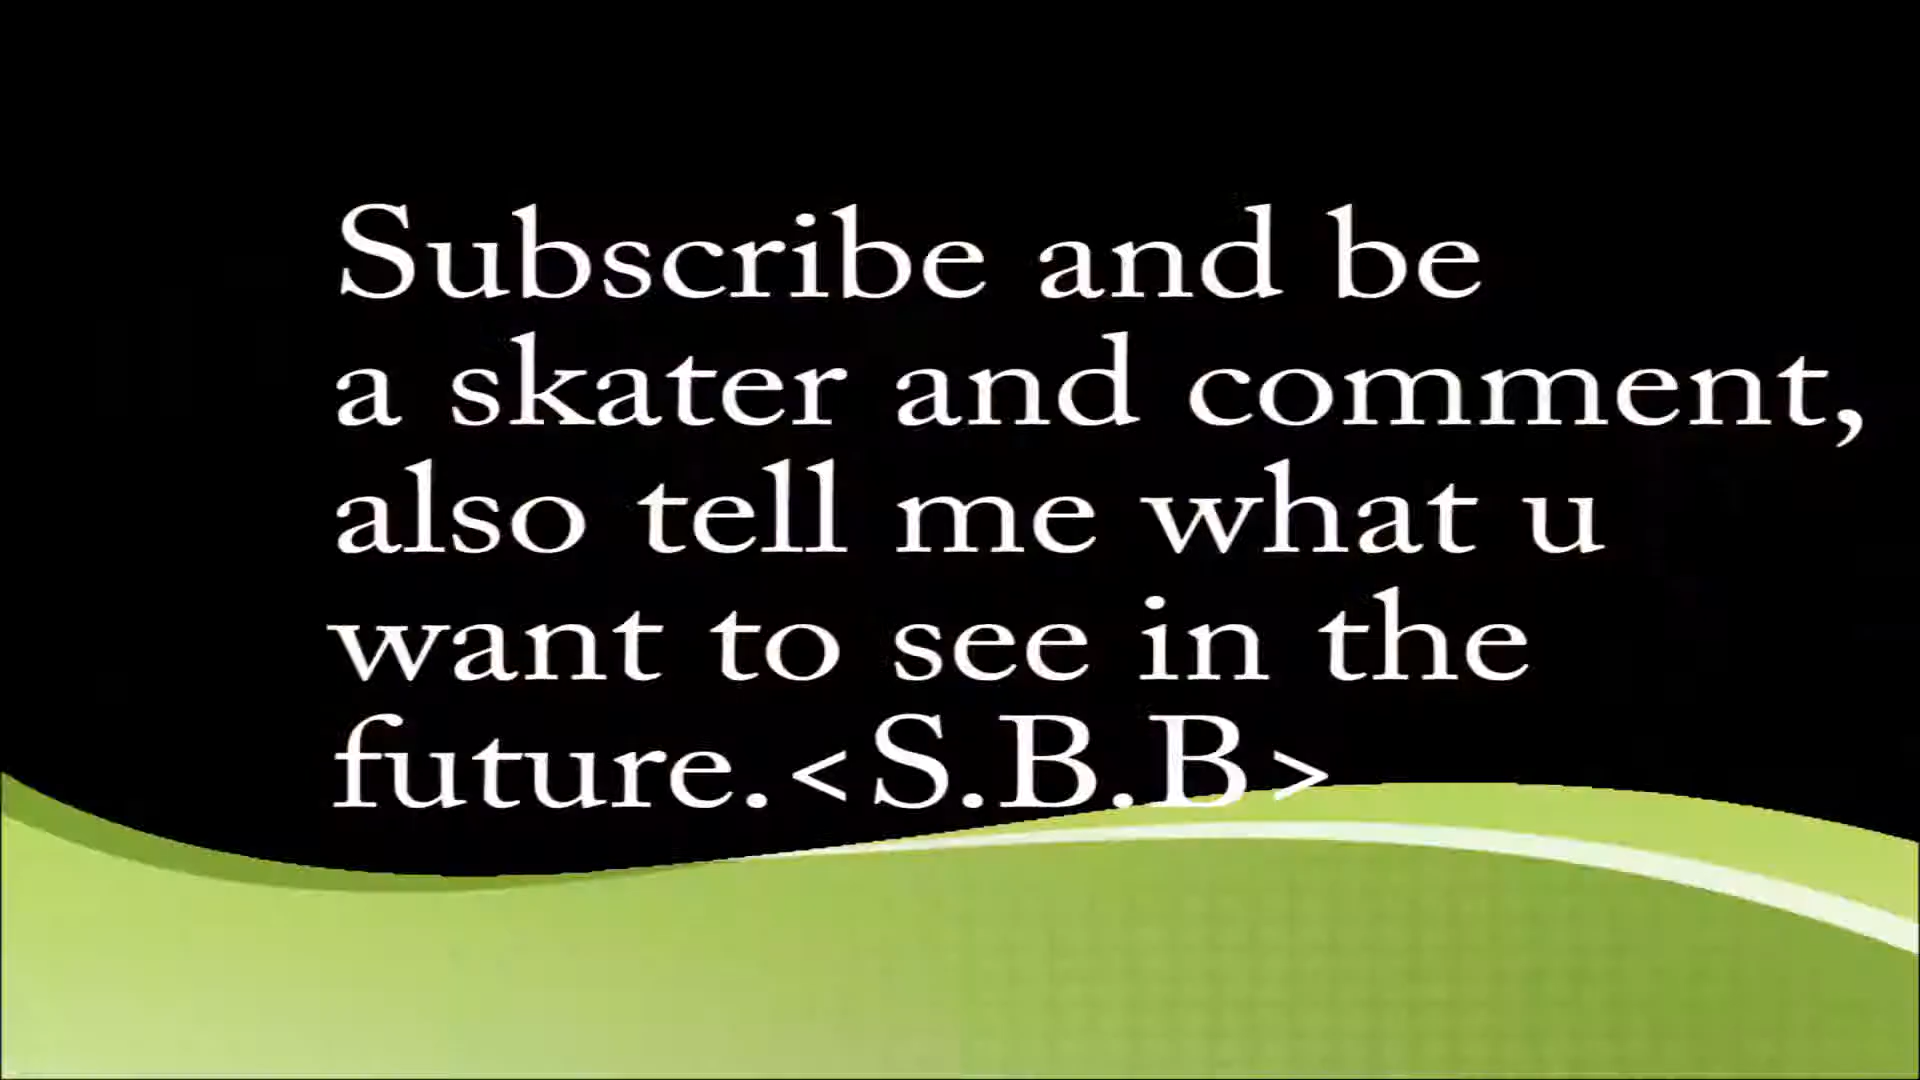 Subscribe and be
a skater and comment,
also tell me what u
want to see in the
future.<S.B.B>